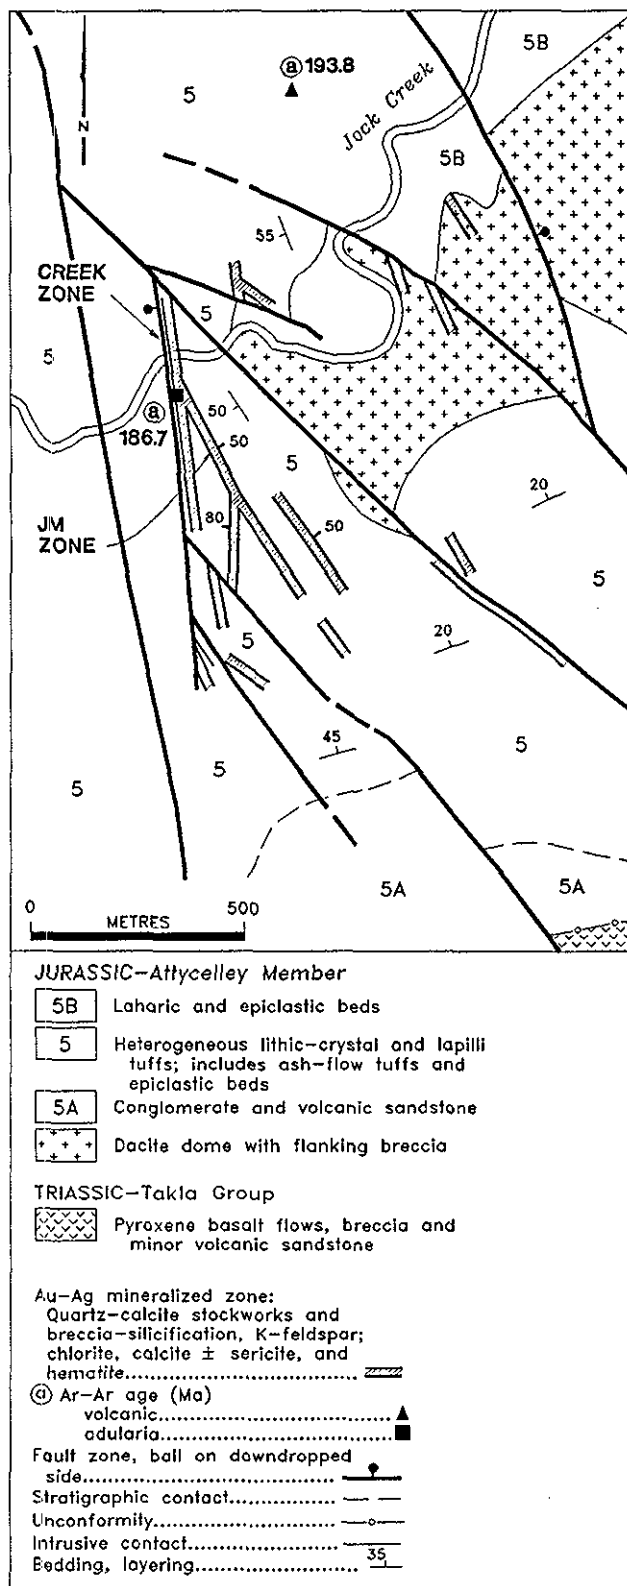 ⓐ 193.8
5B
5
N
Jock Creek
5B
55
CREEK
ZONE
5
5
ⓐ
186.7
50
50
5
JM
ZONE
80
50
20
5
5
20
45
5
5
5
5A
5A
0 500
METRES
JURASSIC–Attycelley Member
5B Laharic and epiclastic beds
5 Heterogeneous lithic-crystal and lapilli
tuffs; includes ash-flow tuffs and
epiclastic beds
5A Conglomerate and volcanic sandstone
Dacite dome with flanking breccia
TRIASSIC–Takla Group
Pyroxene basalt flows, breccia and
minor volcanic sandstone
Au-Ag mineralized zone:
Quartz-calcite stockworks and
breccia-silicification, K-feldspar;
chlorite, calcite ± sericite, and
hematite
ⓐ Ar-Ar age (Ma)
volcanic
adularia
Fault zone, ball on downdropped
side
Stratigraphic contact
Unconformity
Intrusive contact
Bedding, layering 35